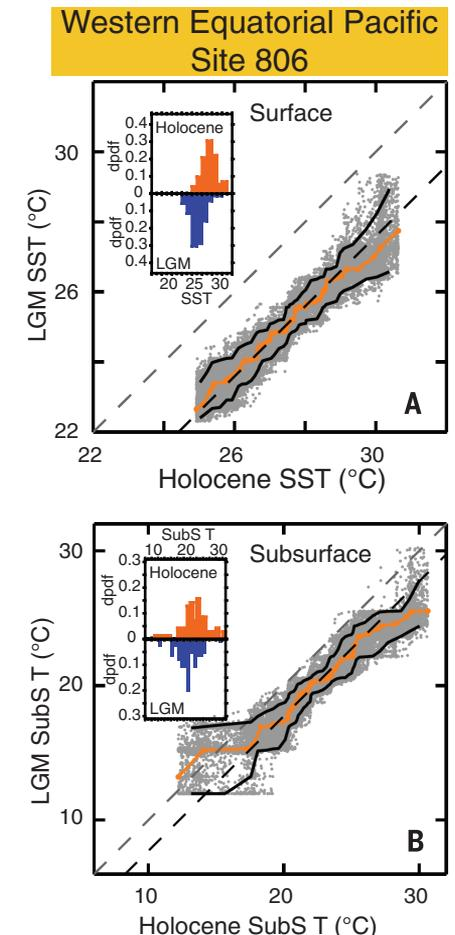 Western Equatorial Pacific
Site 806
Surface
0.4
Holocene
0.3
0.2
0.1
0
dpdf
0.1
0.2
0.3
0.4
dpdf
LGM
20 25 30
SST
30
26
22
LGM SST (°C)
A
22 26 30
Holocene SST (°C)
SubS T
10 20 30
Subsurface
0.3
Holocene
0.2
0.1
0
dpdf
0.1
0.2
0.3
dpdf
LGM
30
20
10
LGM SubS T (°C)
B
10 20 30
Holocene SubS T (°C)